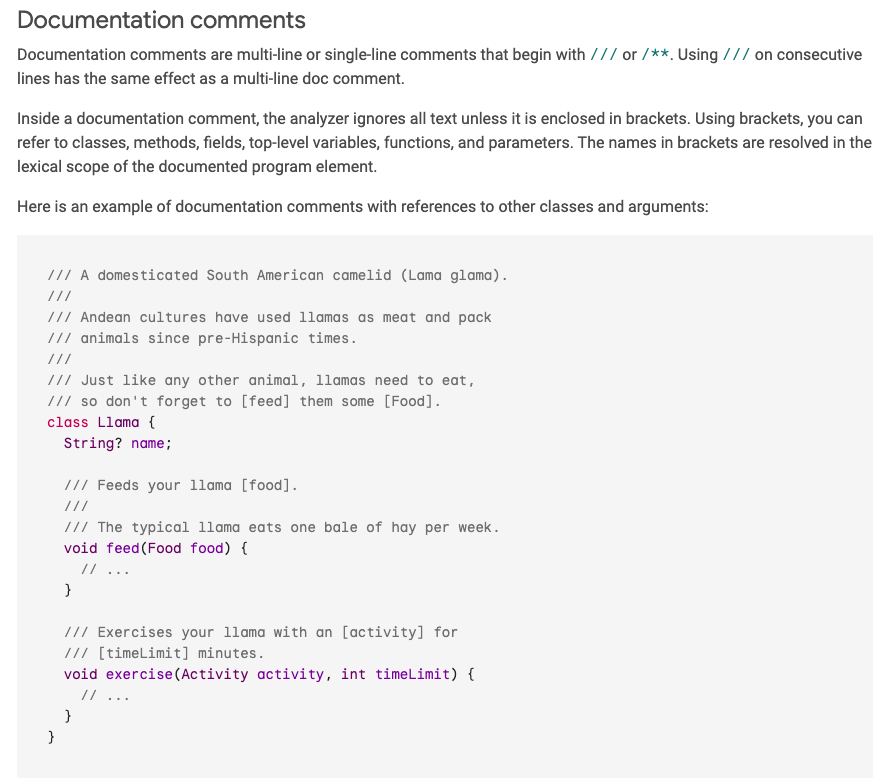 Documentation comments
Documentation comments are multi-line or single-line comments that begin with /// or /**. Using /// on consecutive
lines has the same effect as a multi-line doc comment.
Inside a documentation comment, the analyzer ignores all text unless it is enclosed in brackets. Using brackets, you can
refer to classes, methods, fields, top-level variables, functions, and parameters. The names in brackets are resolved in the
lexical scope of the documented program element.
Here is an example of documentation comments with references to other classes and arguments:
/// A domesticated South American camelid (Lama glama).
///
/// Andean cultures have used llamas as meat and pack
/// animals since pre-Hispanic times.
///
/// Just like any other animal, llamas need to eat,
/// so don't forget to [feed] them some [Food].
class Llama {
  String? name;

  /// Feeds your llama [food].
  ///
  /// The typical llama eats one bale of hay per week.
  void feed(Food food) {
    // ...
  }

  /// Exercises your llama with an [activity] for
  /// [timeLimit] minutes.
  void exercise(Activity activity, int timeLimit) {
    // ...
  }
}